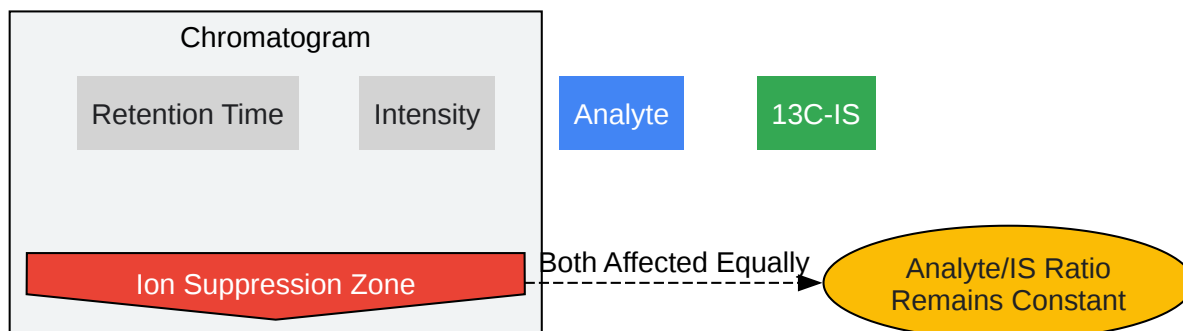 Chromatogram
Retention Time
Intensity
Analyte
13C-IS
Ion Suppression Zone
Both Affected Equally
Analyte/IS Ratio
Remains Constant